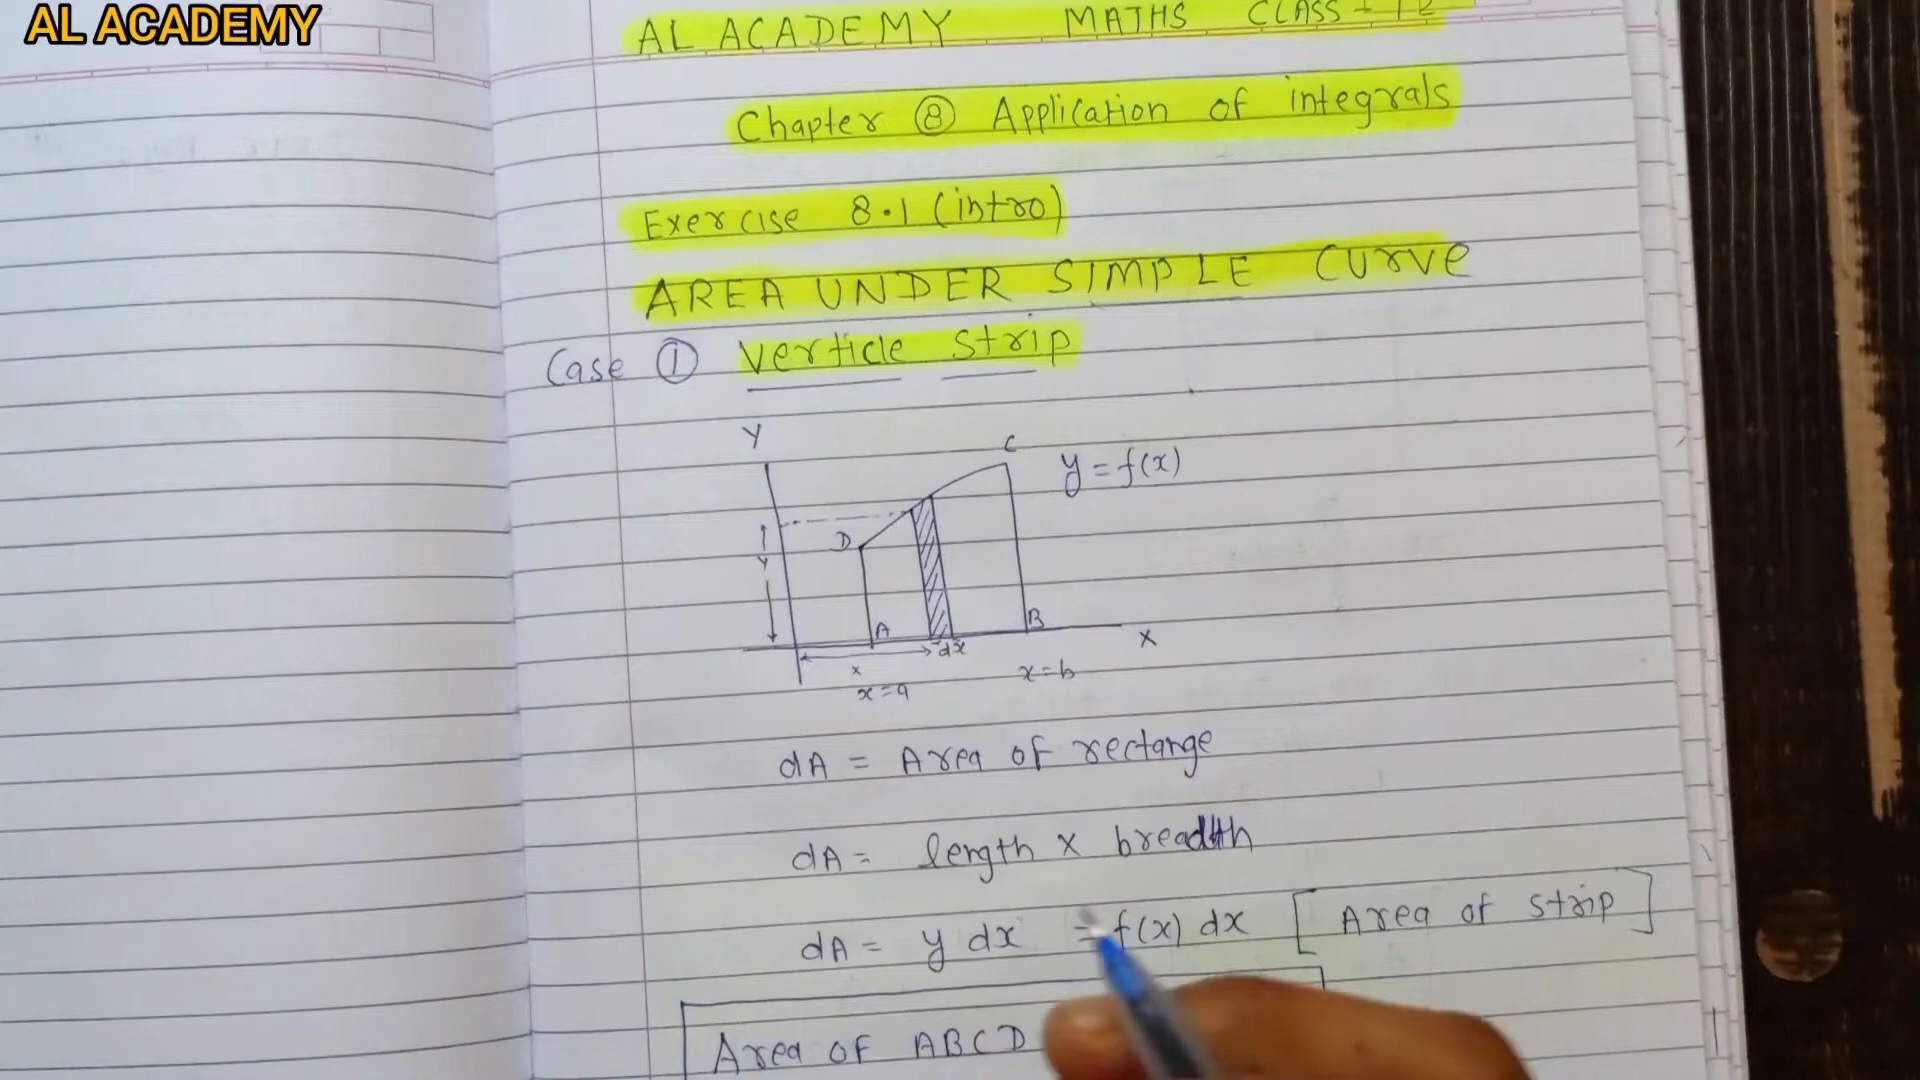 AL ACADEMY
AL ACADEMY MATHS CLASS - 12
Chapter ⑧ Application of integrals
Exercise 8.1 (intro)
AREA UNDER SIMPLE CURVE
Case ① Verticle strip
Y
C
y = f(x)
D
Y
A
B
dx
X
x
x = b
x = a
dA = Area of rectange
dA = length x breadth
dA = y dx = f(x) dx [ Area of strip ]
Area OF ABCD